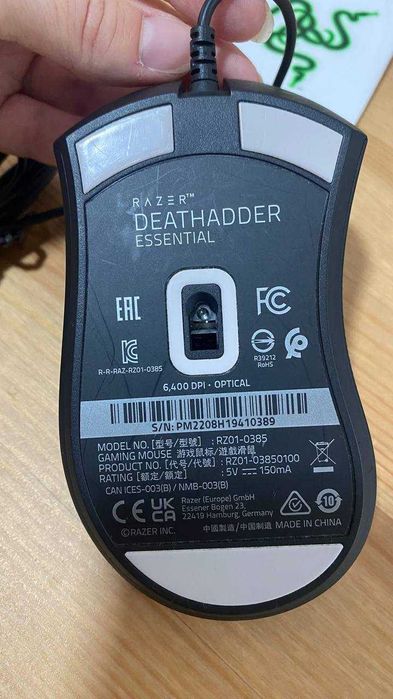 RAZER™
DEATHADDER
ESSENTIAL
EAC
FC
R-R-RAZ-RZ01-0385
R39212
RoHS
6,400 DPI · OPTICAL
S/N: PM2208H19410389
MODEL NO. [型号/型號] : RZ01-0385
GAMING MOUSE 游戏鼠标/遊戲滑鼠
PRODUCT NO. [代号/代號] : RZ01-03850100
RATING [额定/額定] : 5V ⎓ 150mA
CAN ICES-003(B) / NMB-003(B)
CE UK CA
Razer (Europe) GmbH
Essener Bogen 23,
22419 Hamburg, Germany
10
©RAZER INC.
中國製造/中国制造 MADE IN CHINA